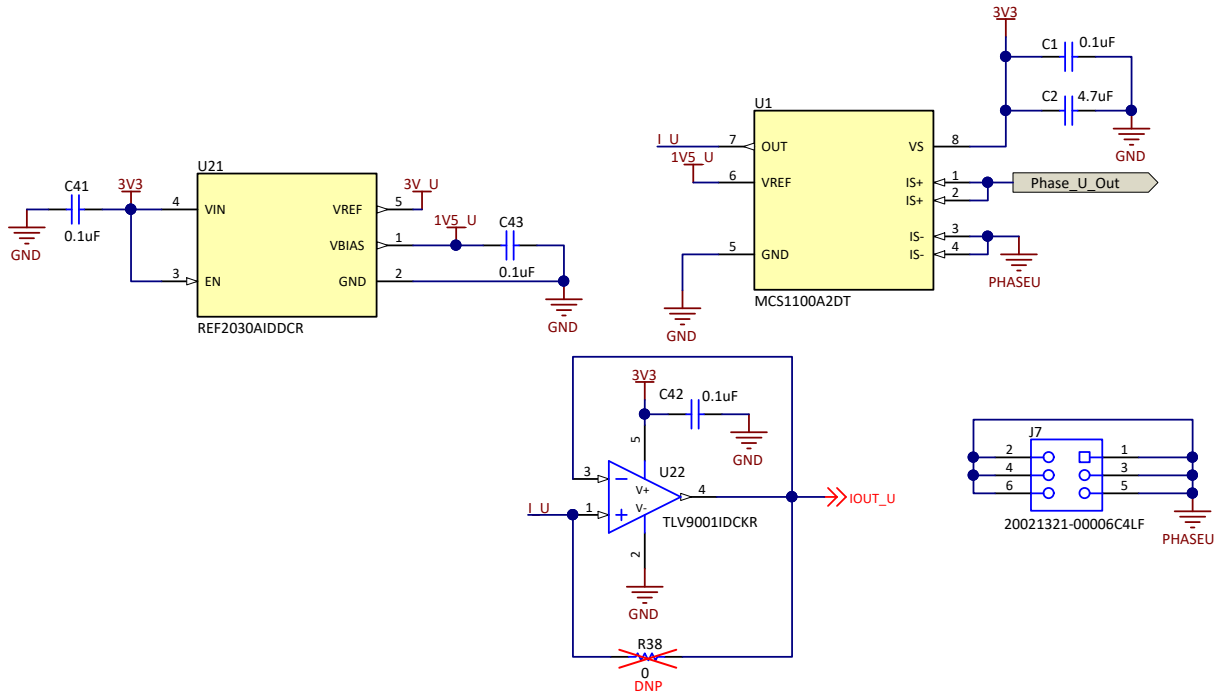 3V3
C1
0.1uF
C2
4.7uF
GND
U1
I_U
7
OUT
VS
8
1V5_U
6
VREF
IS+
1
IS+
2
Phase_U_Out
IS-
3
IS-
4
5
GND
PHASEU
GND
MCS1100A2DT
U21
C41
0.1uF
GND
3V3
4
VIN
VREF
5
3V_U
VBIAS
1
1V5_U
C43
0.1uF
3
EN
GND
2
GND
REF2030AIDDCR
3V3
C42
0.1uF
GND
5
U22
3
V+
4
IOUT_U
I_U
1
V-
TLV9001IDCKR
2
GND
R38
0
DNP
J7
2
1
4
3
6
5
20021321-00006C4LF
PHASEU